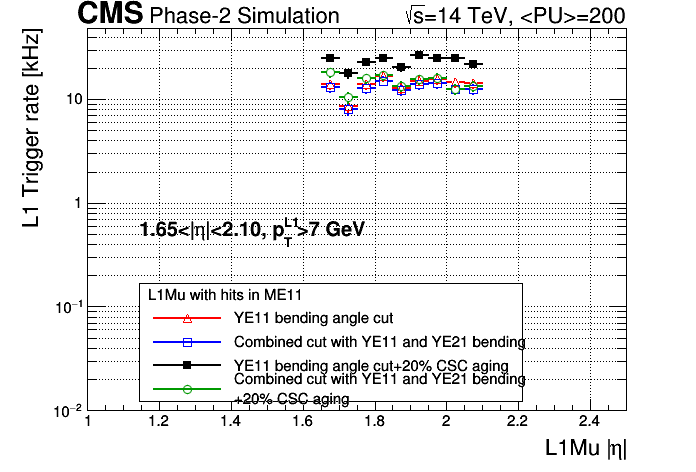 CMS Phase-2 Simulation √s=14 TeV, <PU>=200
L1 Trigger rate [kHz]
10
1
10⁻¹
10⁻²
1.65<|η|<2.10, p_T^L1>7 GeV
L1Mu with hits in ME11
YE11 bending angle cut
Combined cut with YE11 and YE21 bending
YE11 bending angle cut+20% CSC aging
Combined cut with YE11 and YE21 bending
+20% CSC aging
1 1.2 1.4 1.6 1.8 2 2.2 2.4
L1Mu |η|